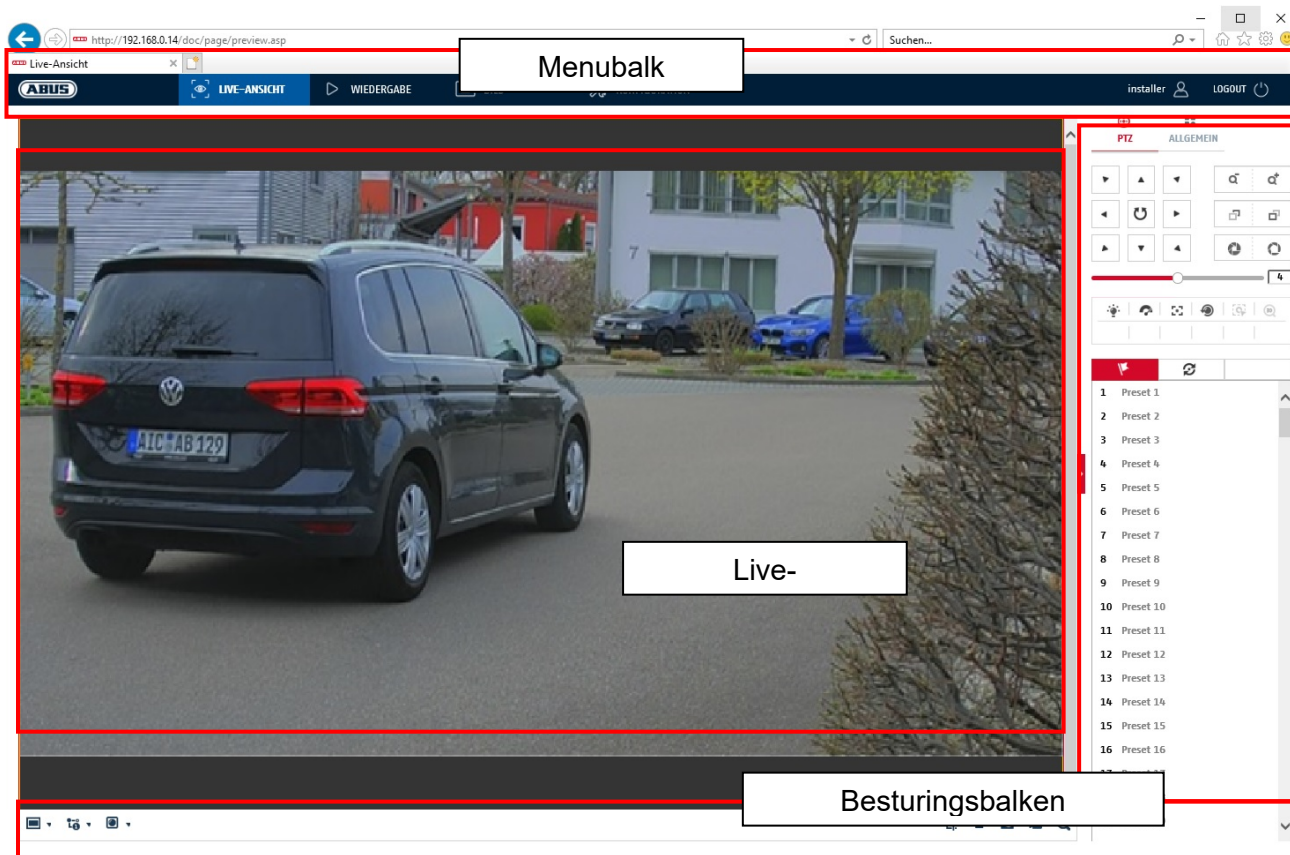 http://192.168.0.14/doc/page/preview.asp
Suchen...
Live-Ansicht
Menubalk
ABUS
LIVE-ANSICHT
WIEDERGABE
installer
LOGOUT
PTZ
ALLGEMEIN
4
7
AIC AB 129
Live-
1 Preset 1
2 Preset 2
3 Preset 3
4 Preset 4
5 Preset 5
6 Preset 6
7 Preset 7
8 Preset 8
9 Preset 9
10 Preset 10
11 Preset 11
12 Preset 12
13 Preset 13
14 Preset 14
15 Preset 15
16 Preset 16
Besturingsbalken